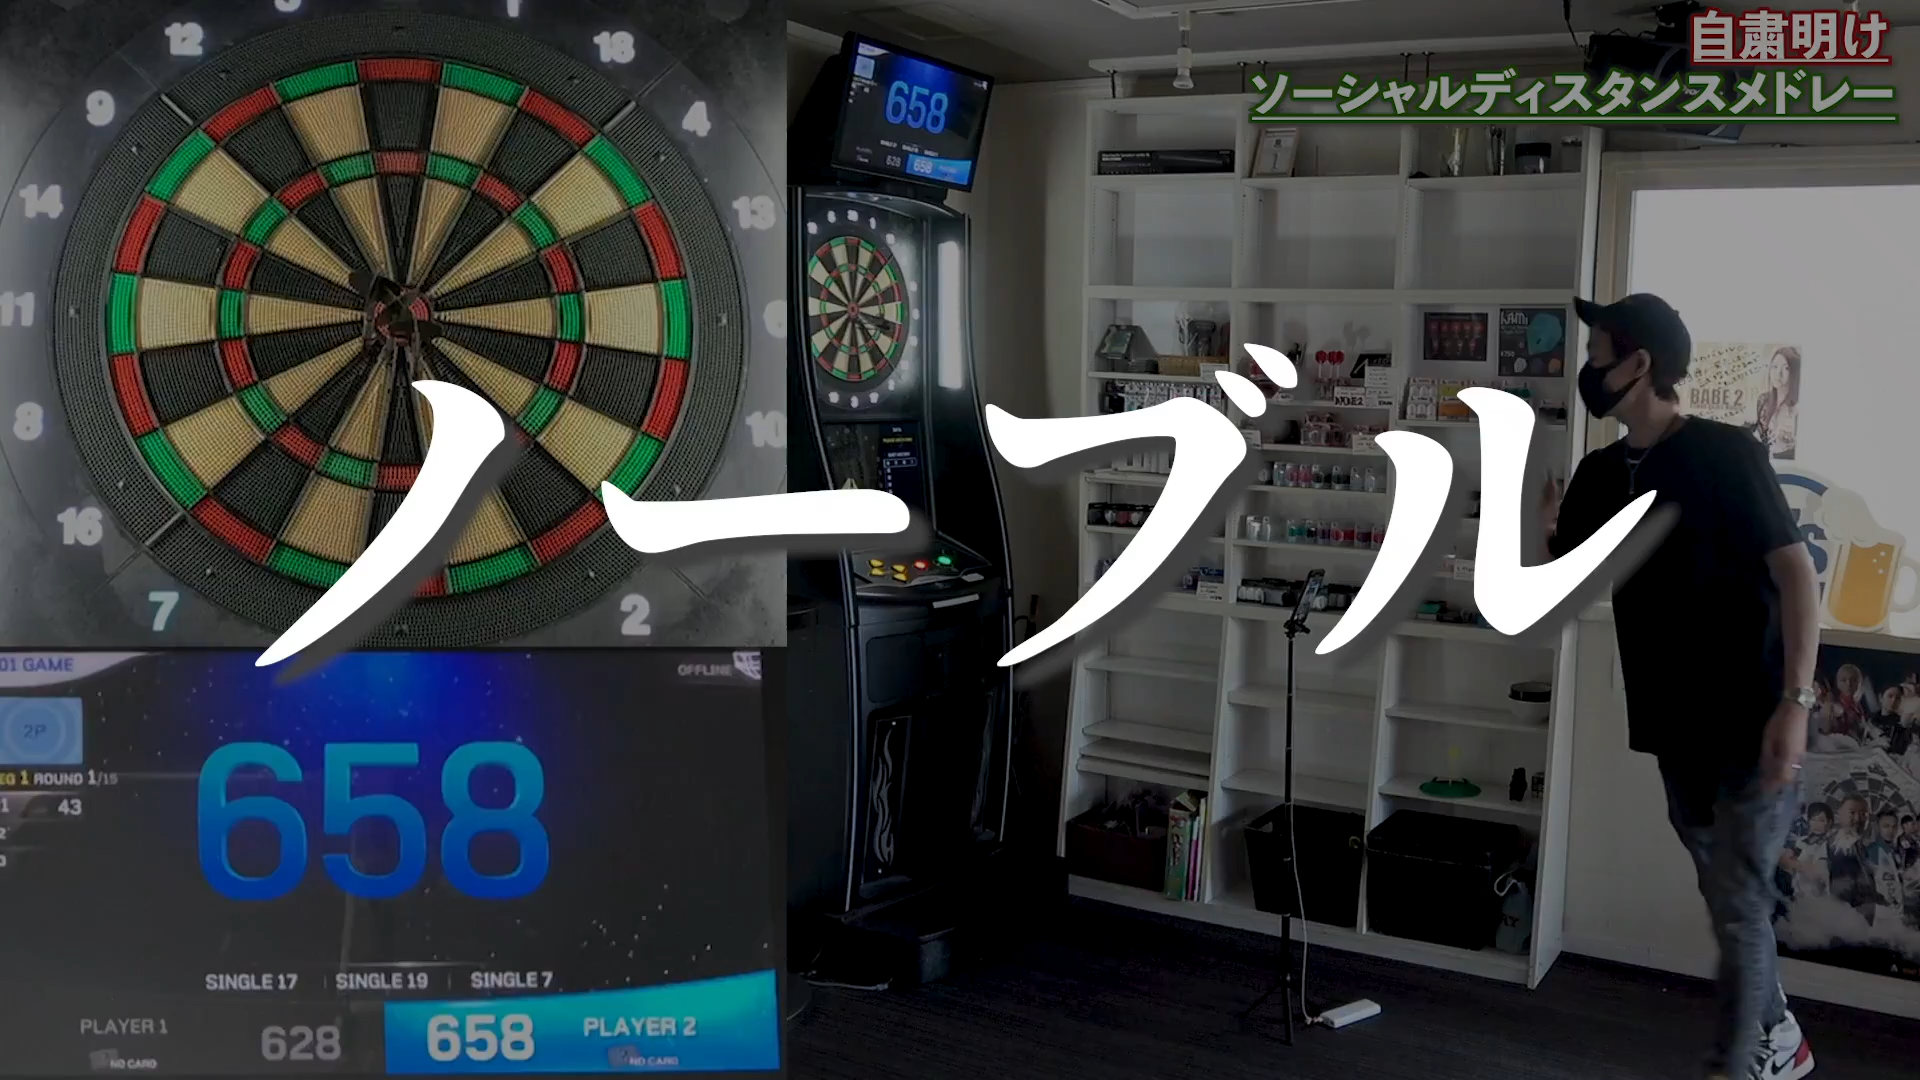 自粛明け
ソーシャルディスタンスメドレー
ノーブル
12
18
9
4
14
13
11
8
10
16
7
2
658
628
658
BABE 2
01 GAME
OFFLINE
2P
ROUND 1/15
43
658
SINGLE 17
SINGLE 19
SINGLE 7
PLAYER 1
628
658
PLAYER 2
NO CARD
NO CARD